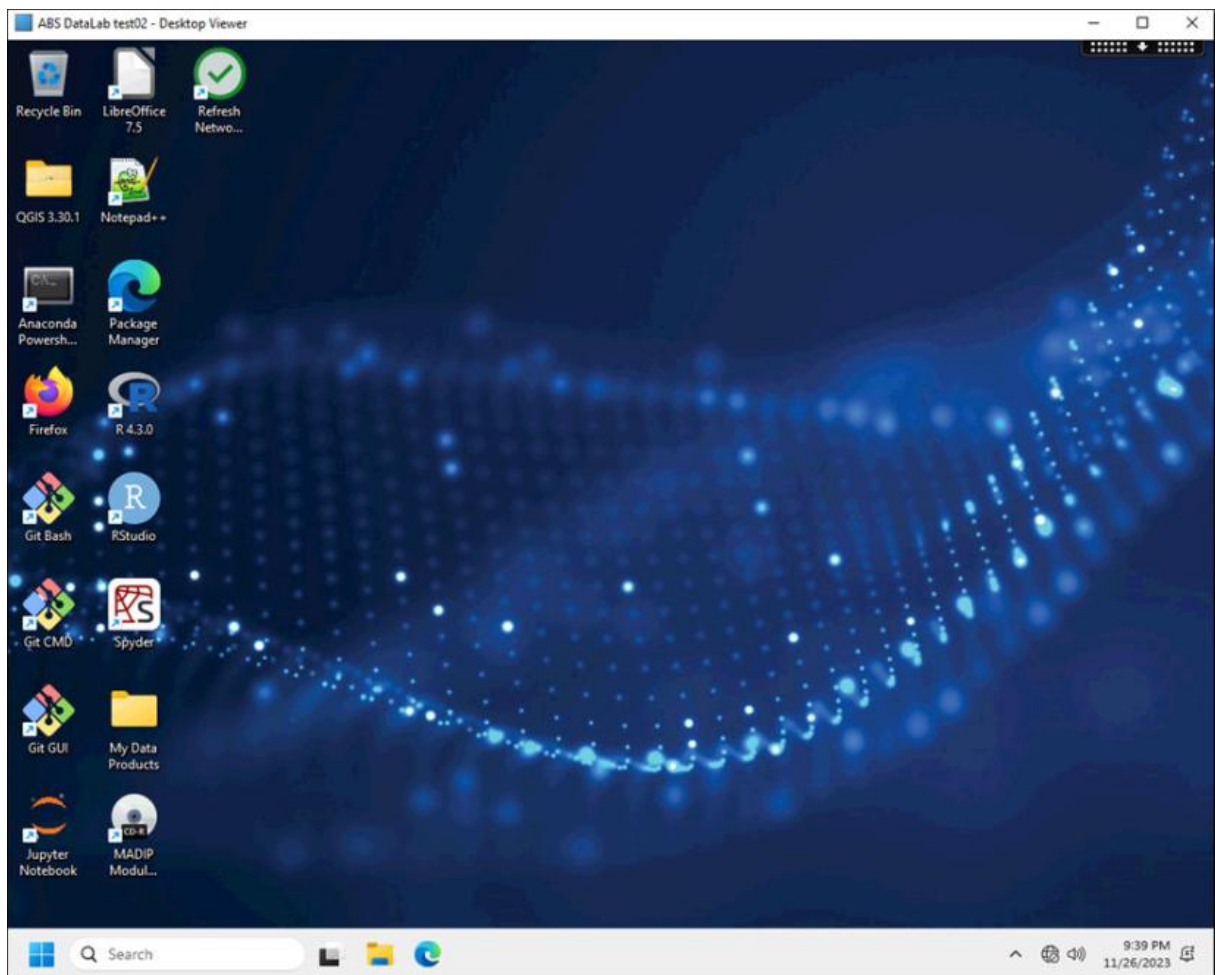 ABS DataLab test02 - Desktop Viewer
Recycle Bin
LibreOffice
7.5
Refresh
Netwo...
QGIS 3.30.1
Notepad++
Anaconda
Powersh...
Package
Manager
Firefox
R 4.3.0
Git Bash
R
RStudio
Git CMD
S
Spyder
Git GUI
My Data
Products
Jupyter
Notebook
CD-R
MADIP
Modul...
Search
9:39 PM
11/26/2023